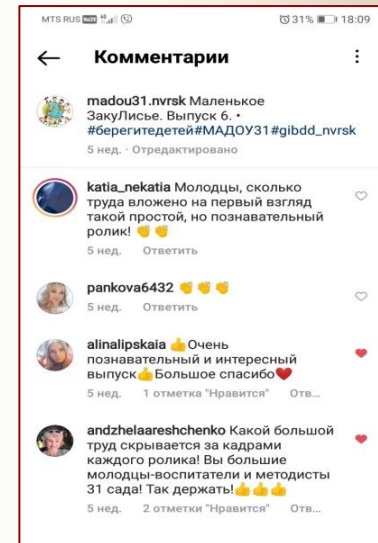 MTS RUS 31% 18:09
Комментарии
madou31.nvrsk Маленькое
ЗакуЛисье. Выпуск 6. •
#берегитедетей#МАДОУ31#gibdd_nvrsk
5 нед. · Отредактировано
katia_nekatia Молодцы, сколько
труда вложено на первый взгляд
такой простой, но познавательный
ролик! 👏👏
5 нед. Ответить
pankova6432 👏👏👏
5 нед. Ответить
alinalipskaia 👍Очень
познавательный и интересный
выпуск👍Большое спасибо❤
5 нед. 1 отметка "Нравится" Отв...
andzhelaareshchenko Какой большой
труд скрывается за кадрами
каждого ролика! Вы большие
молодцы-воспитатели и методисты
31 сада! Так держать!👍👍👍
5 нед. 2 отметки "Нравится" Отв...